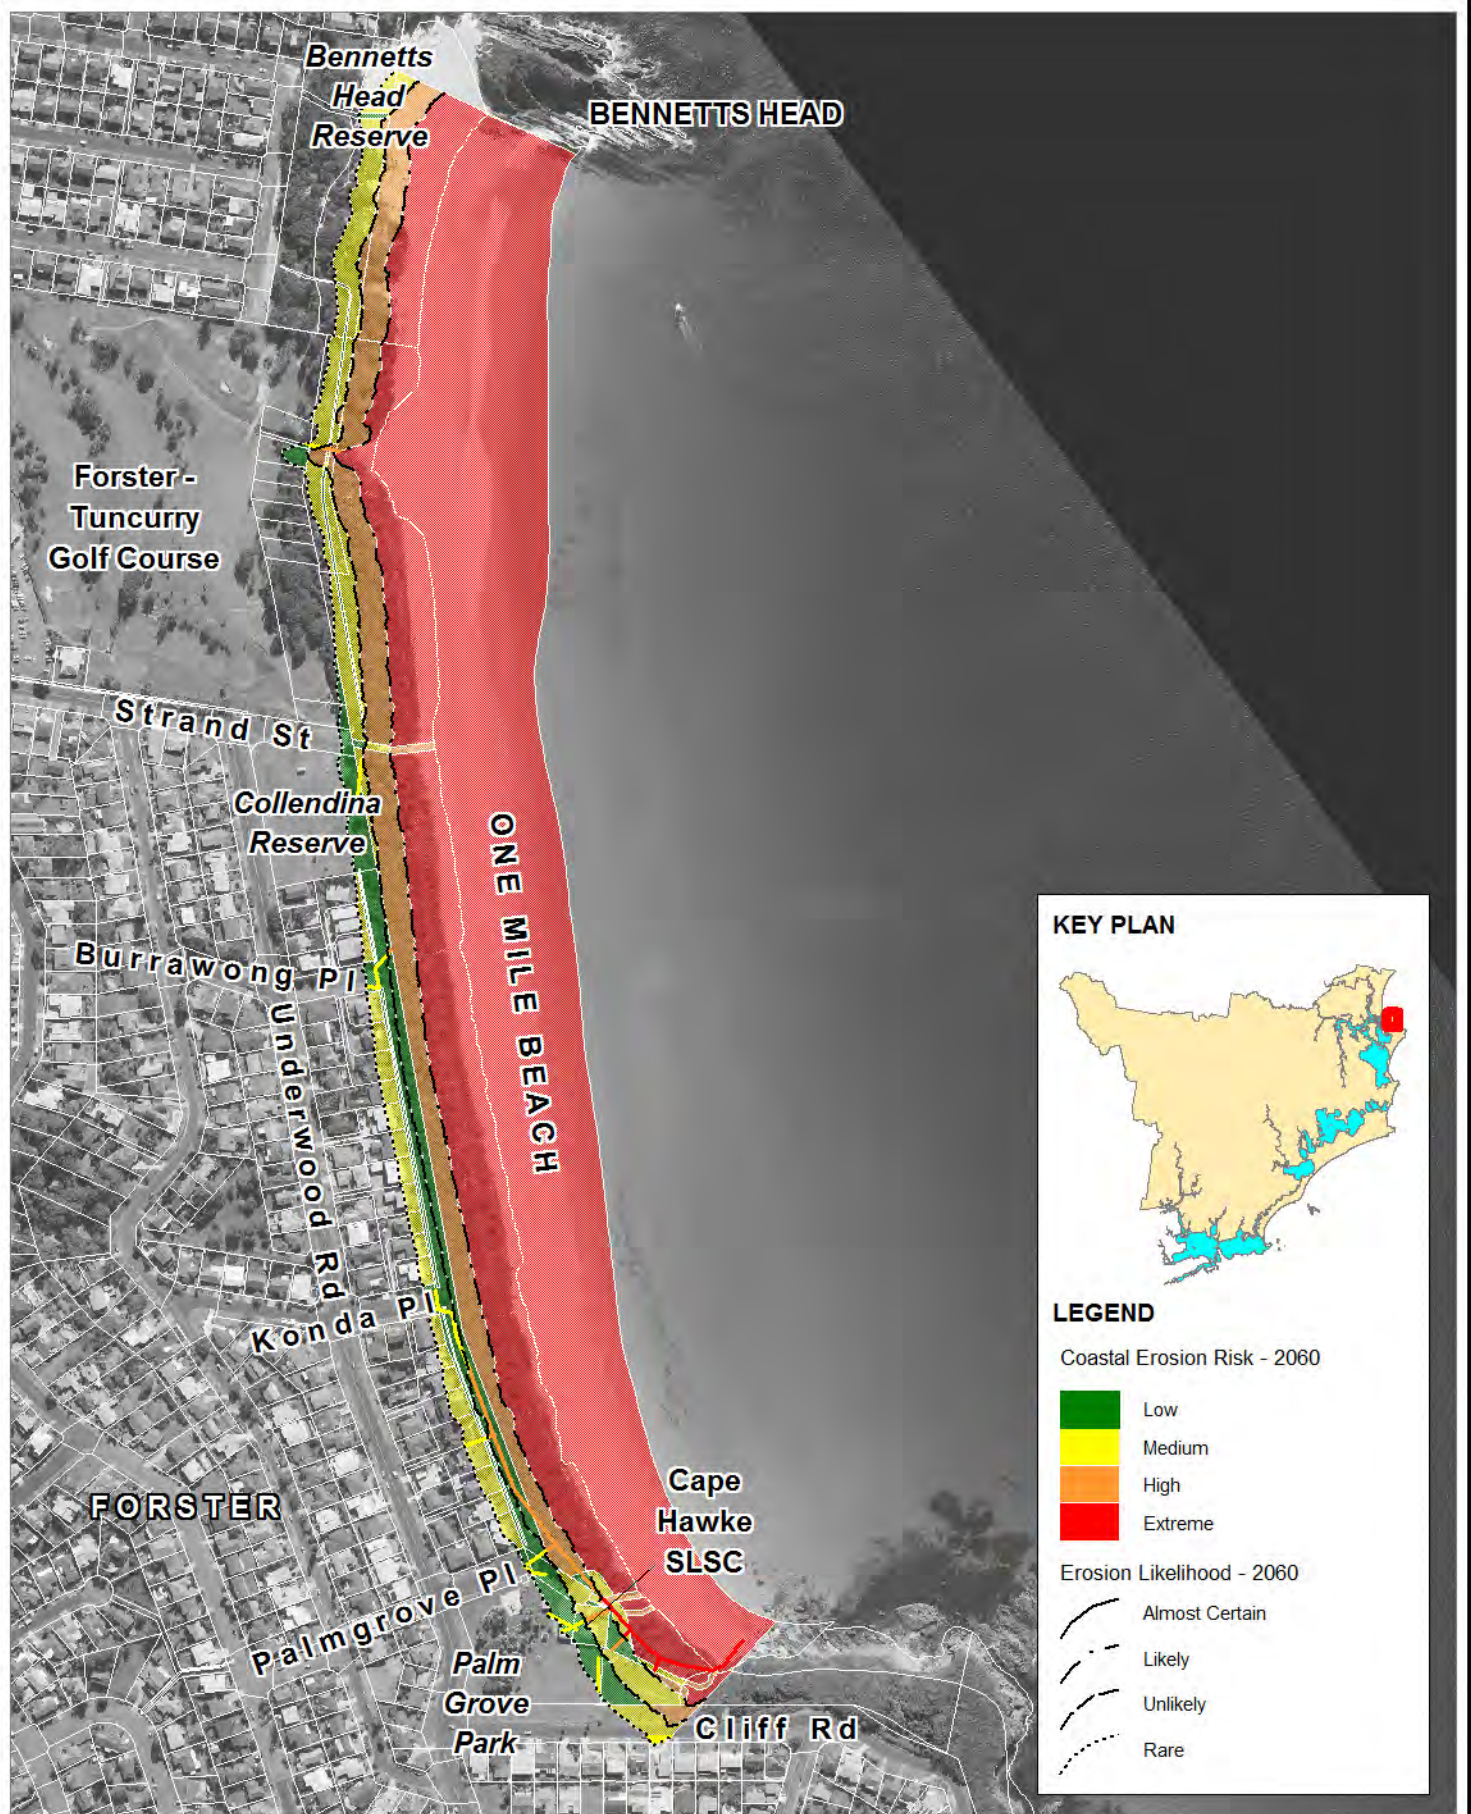 Bennetts
Head
Reserve
BENNETTS HEAD
Forster -
Tuncurry
Golf Course
Strand St
Collendina
Reserve
ONE MILE BEACH
Burrawong Pl
Underwood Rd
Konda Pl
FORSTER
Cape
Hawke
SLSC
Palmgrove Pl
Palm
Grove
Park
Cliff Rd
KEY PLAN
LEGEND
Coastal Erosion Risk - 2060
Low
Medium
High
Extreme
Erosion Likelihood - 2060
Almost Certain
Likely
Unlikely
Rare